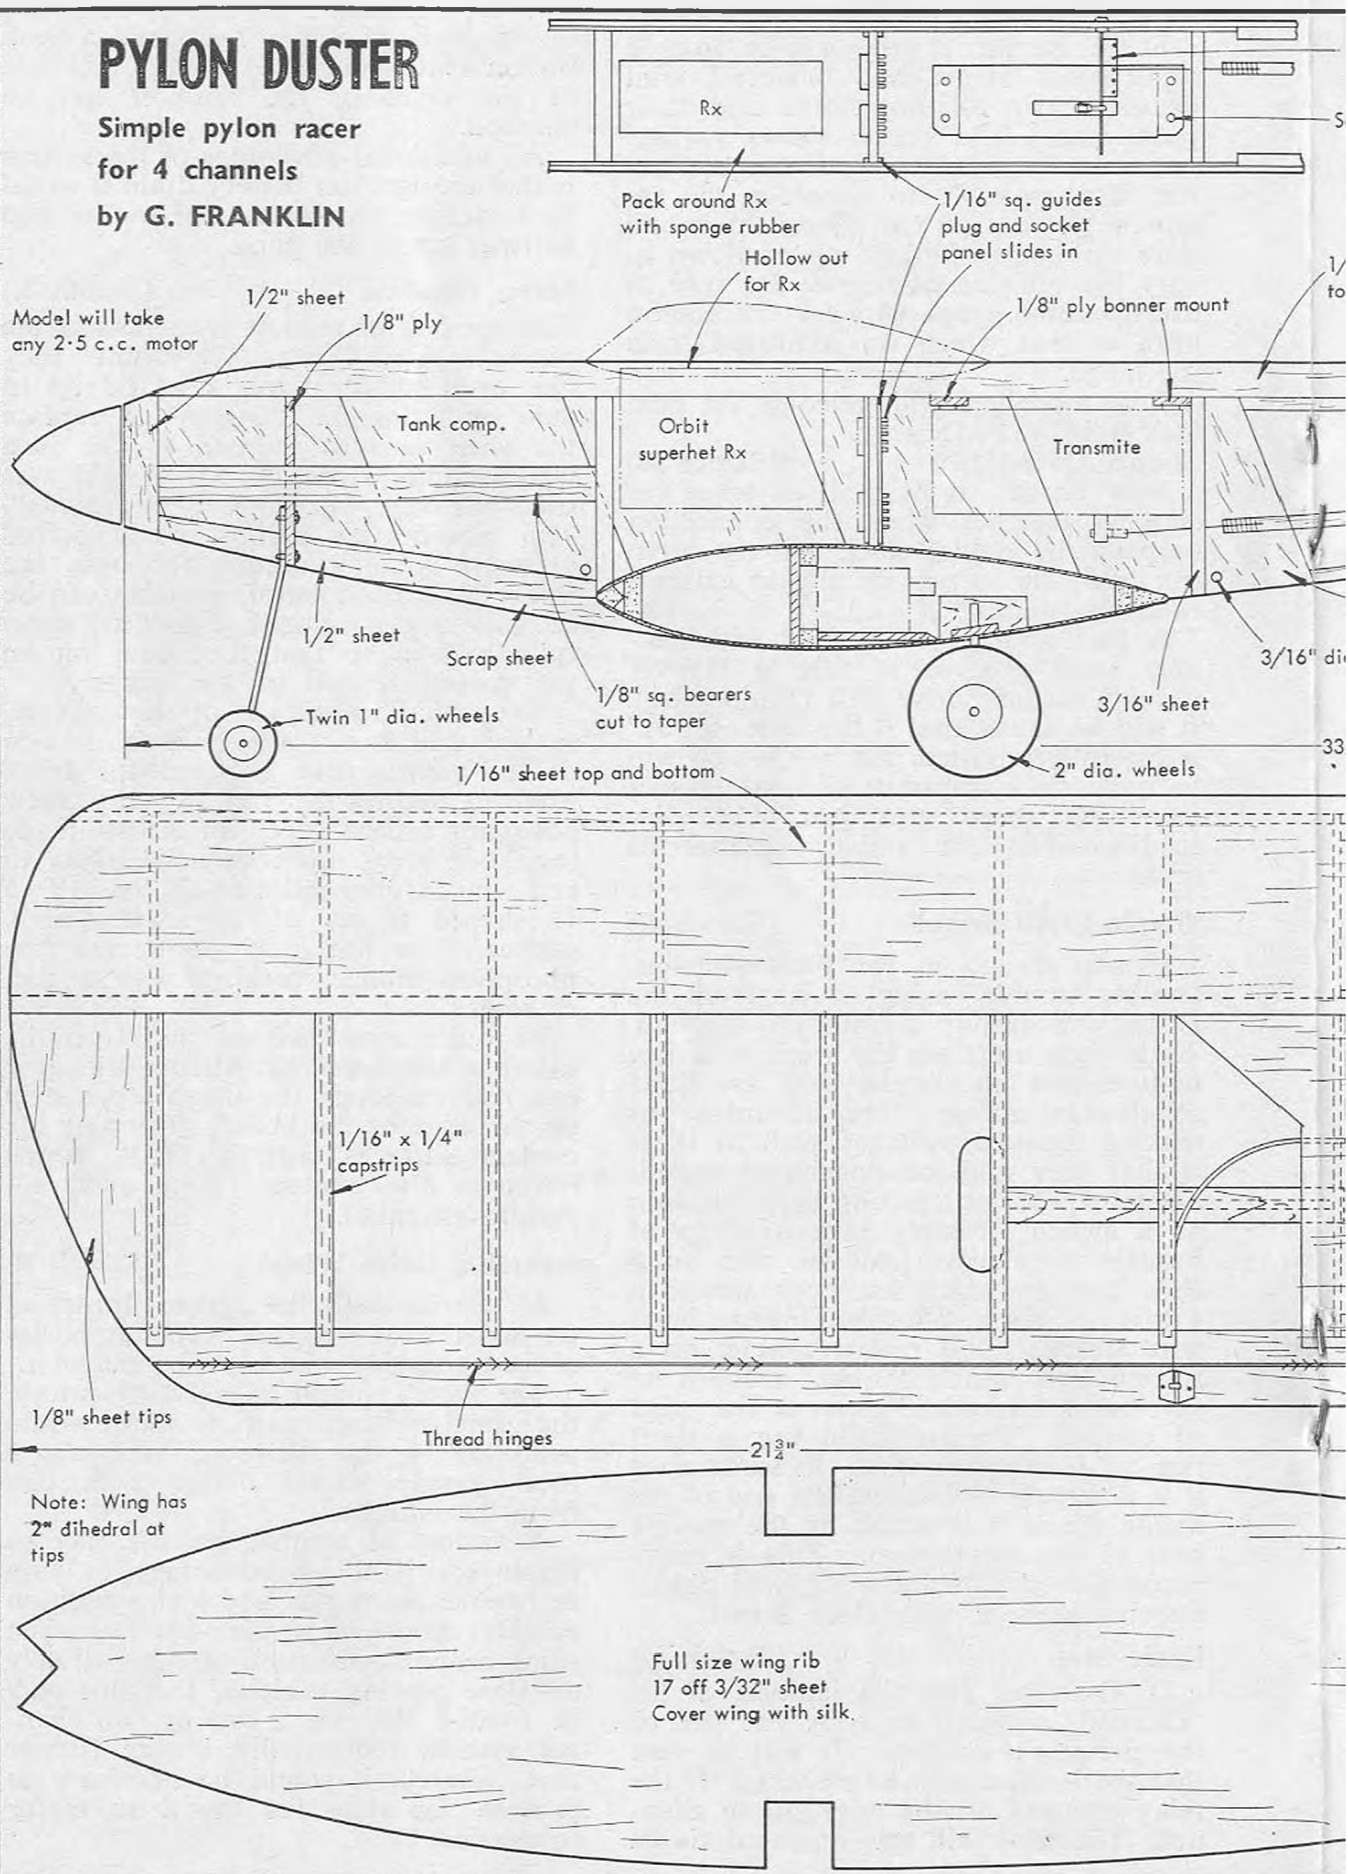 PYLON DUSTER
Simple pylon racer
for 4 channels
by G. FRANKLIN
Rx
Pack around Rx
with sponge rubber
1/16" sq. guides
plug and socket
panel slides in
Hollow out
for Rx
1/8" ply bonner mount
1/2" sheet
1/8" ply
Model will take
any 2·5 c.c. motor
Tank comp.
Orbit
superhet Rx
Transmite
1/2" sheet
Scrap sheet
1/8" sq. bearers
cut to taper
3/16" sheet
3/16" dia
Twin 1" dia. wheels
33
2" dia. wheels
1/16" sheet top and bottom
1/16" x 1/4"
capstrips
1/8" sheet tips
Thread hinges
21 3/4"
Note: Wing has
2" dihedral at
tips
Full size wing rib
17 off 3/32" sheet
Cover wing with silk.